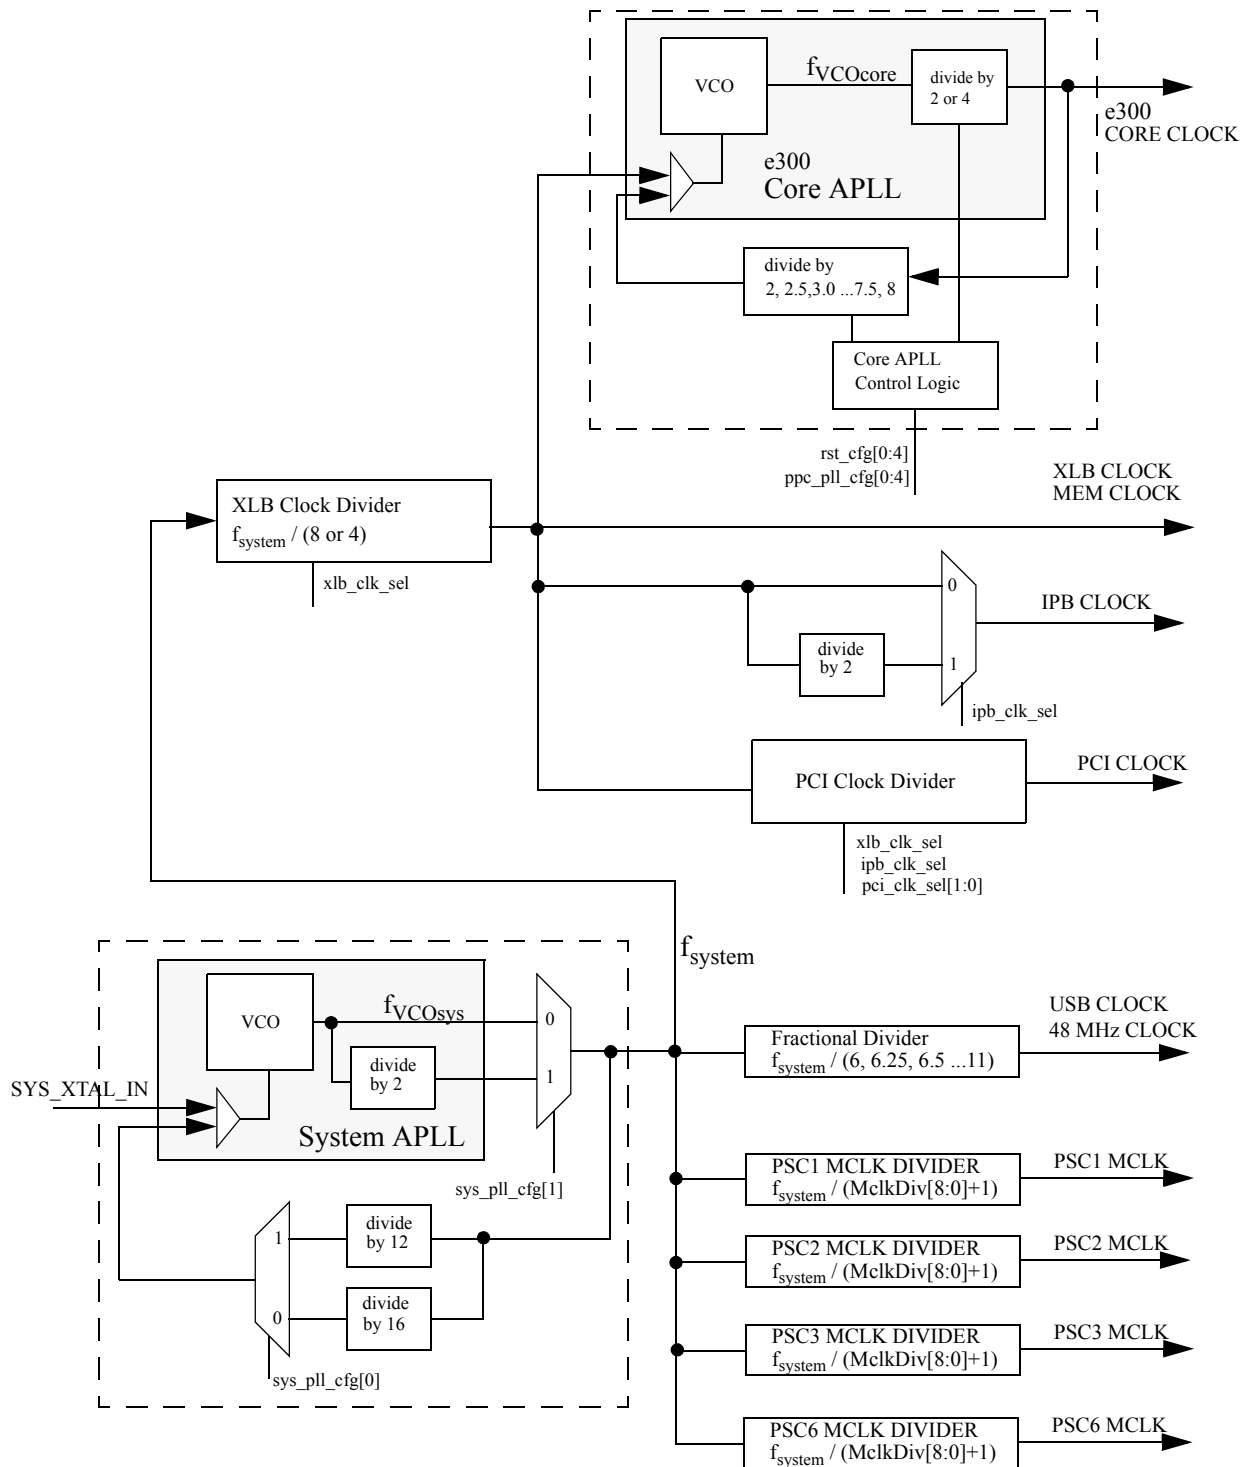 VCO
fVCOcore
divide by
2 or 4
e300
CORE CLOCK
e300
Core APLL
divide by
2, 2.5,3.0 ...7.5, 8
Core APLL
Control Logic
rst_cfg[0:4]
ppc_pll_cfg[0:4]
XLB CLOCK
MEM CLOCK
XLB Clock Divider
fsystem / (8 or 4)
xlb_clk_sel
0
IPB CLOCK
divide
by 2
1
ipb_clk_sel
PCI CLOCK
PCI Clock Divider
xlb_clk_sel
ipb_clk_sel
pci_clk_sel[1:0]
fsystem
VCO
fVCOsys
0
divide
by 2
1
SYS_XTAL_IN
System APLL
sys_pll_cfg[1]
1
divide
by 12
0
divide
by 16
sys_pll_cfg[0]
USB CLOCK
48 MHz CLOCK
Fractional Divider
fsystem / (6, 6.25, 6.5 ...11)
PSC1 MCLK DIVIDER
fsystem / (MclkDiv[8:0]+1)
PSC1 MCLK
PSC2 MCLK DIVIDER
fsystem / (MclkDiv[8:0]+1)
PSC2 MCLK
PSC3 MCLK DIVIDER
fsystem / (MclkDiv[8:0]+1)
PSC3 MCLK
PSC6 MCLK DIVIDER
fsystem / (MclkDiv[8:0]+1)
PSC6 MCLK